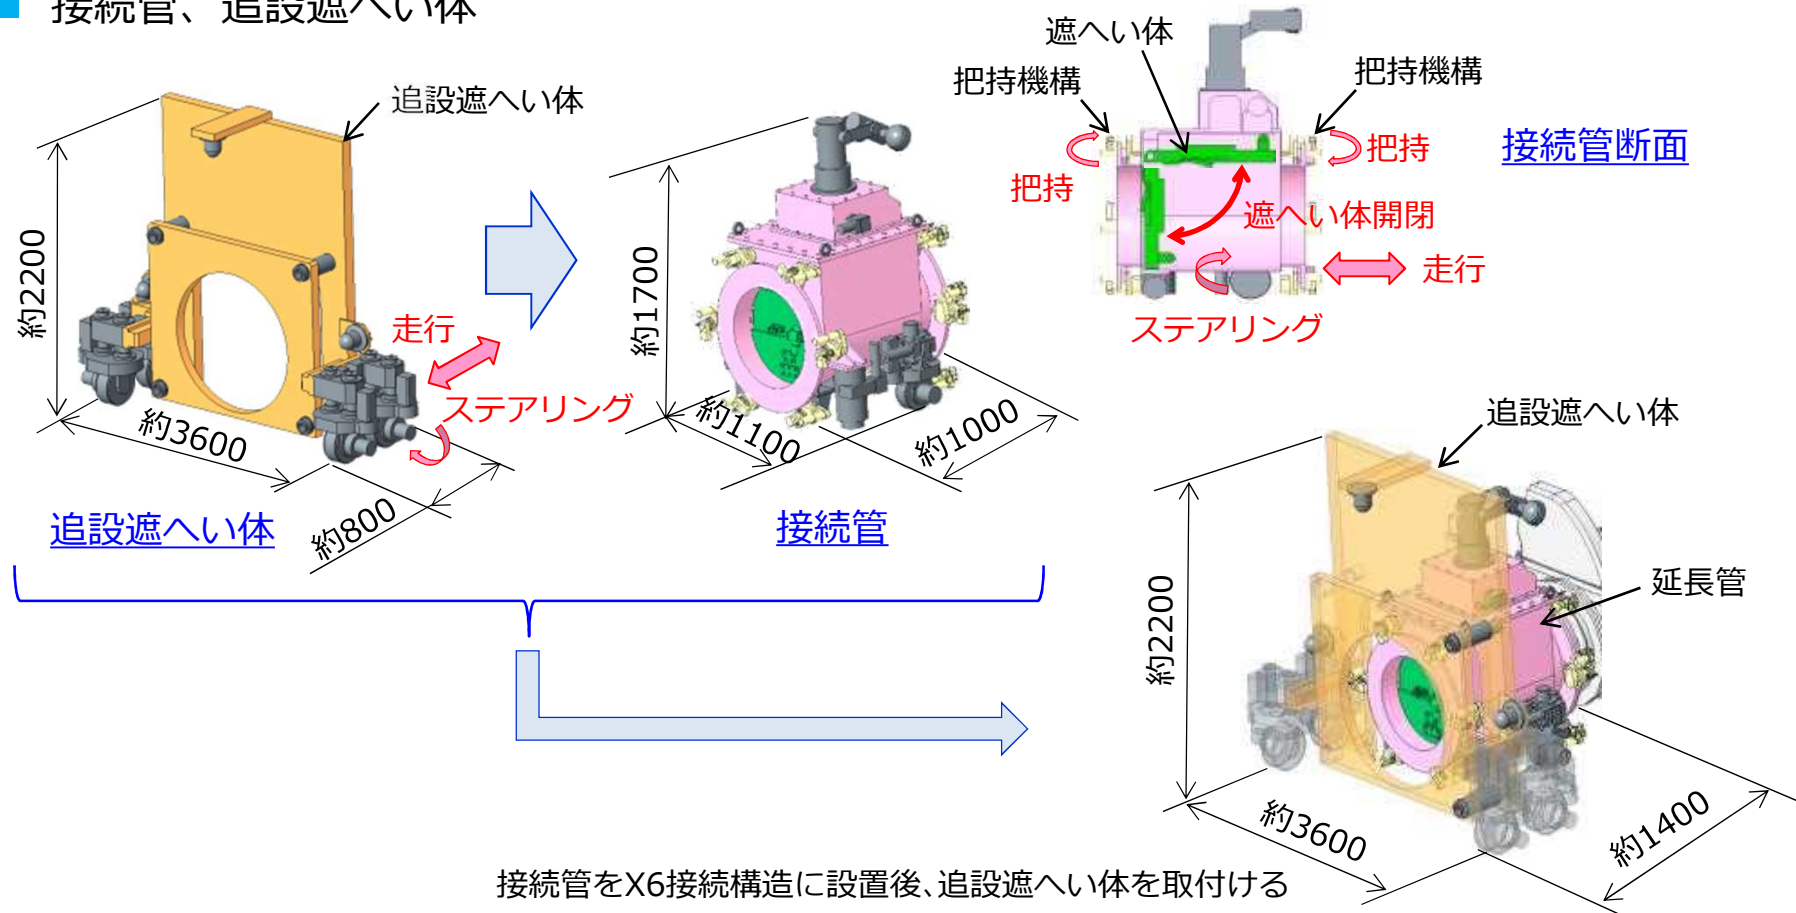 接続管、追設遮へい体
追設遮へい体
約2200
走行
ステアリング
約3600
約800
追設遮へい体
約1700
約1100
約1000
接続管
遮へい体
把持機構
把持機構
把持
把持
遮へい体開閉
走行
ステアリング
接続管断面
追設遮へい体
延長管
約2200
約3600
約1400
接続管をX6接続構造に設置後、追設遮へい体を取付ける